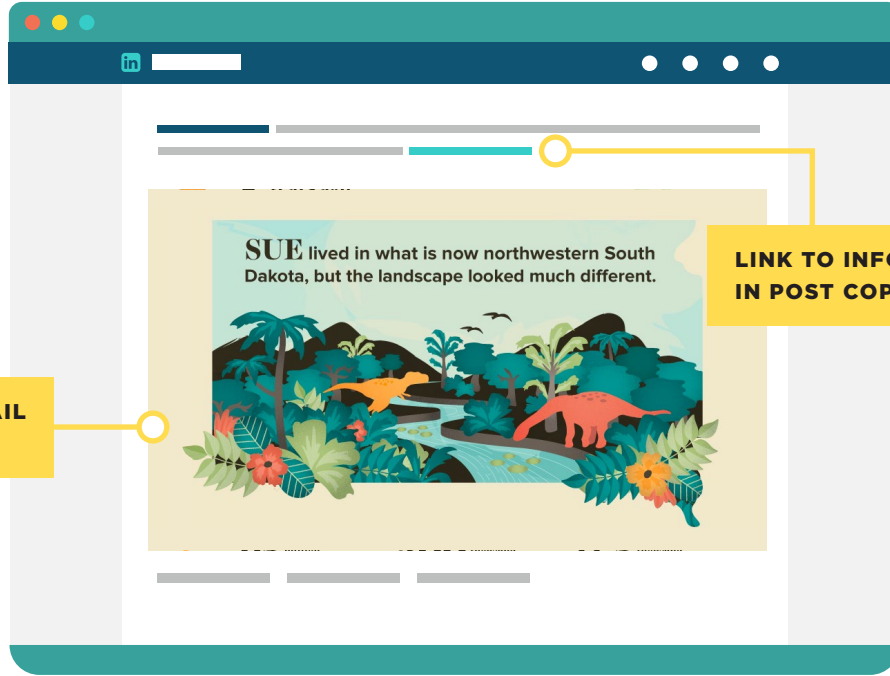 in
SUE lived in what is now northwestern South
Dakota, but the landscape looked much different.
LINK TO INFO
IN POST COP
AIL